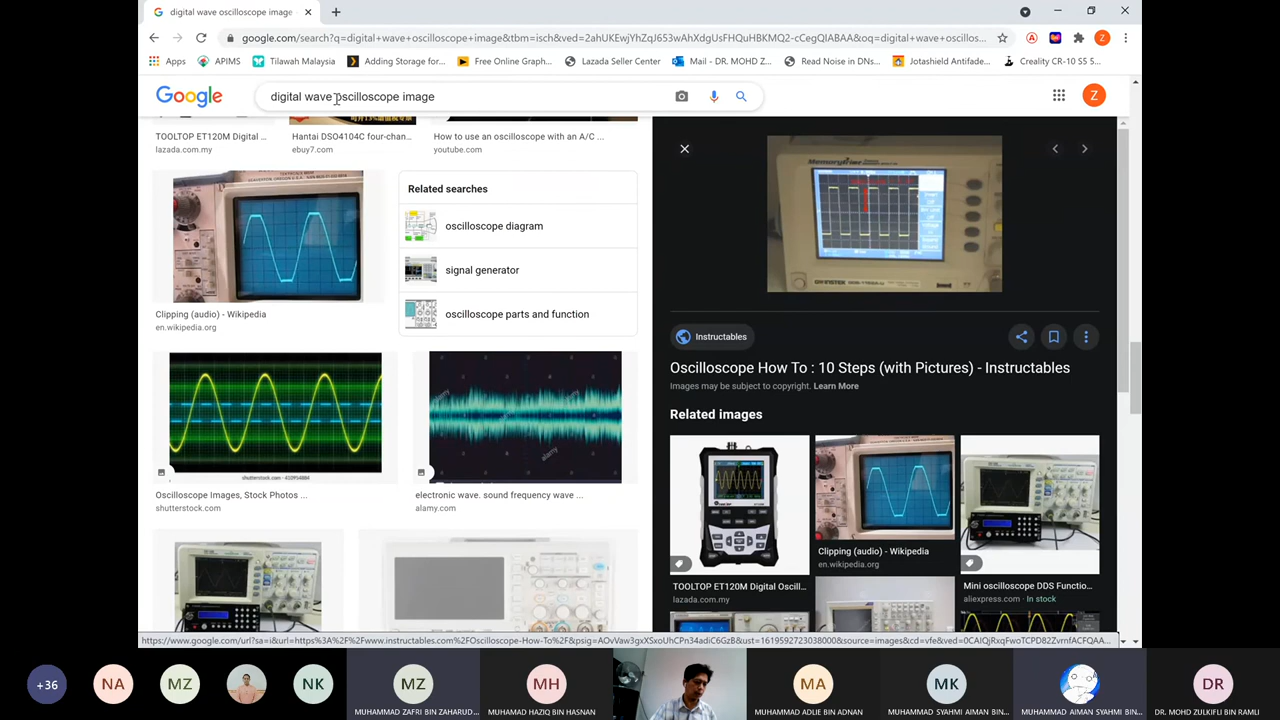 digital wave oscilloscope image
google.com/search?q=digital+wave+oscilloscope+image&tbm=isch&ved=2ahUKEwjYhZqJ653wAhXdgUsFHQuHBKMQ2-cCegQIABAA&oq=digital+wave+oscillos...
Apps
APIMS
Tilawah Malaysia
Adding Storage for...
Free Online Graph...
Lazada Seller Center
Mail - DR. MOHD Z...
Read Noise in DNs...
Jotashield Antifade...
Creality CR-10 S5 5...
Google
digital wave oscilloscope image
Z
TOOLTOP ET120M Digital ...
lazada.com.my
Hantai DSO4104C four-chan...
ebuy7.com
How to use an oscilloscope with an A/C ...
youtube.com
Related searches
oscilloscope diagram
signal generator
oscilloscope parts and function
Clipping (audio) - Wikipedia
en.wikipedia.org
shutterstock.com
Oscilloscope Images, Stock Photos ...
shutterstock.com
alamy
electronic wave. sound frequency wave ...
alamy.com
Instructables
Oscilloscope How To : 10 Steps (with Pictures) - Instructables
Images may be subject to copyright. Learn More
Related images
TOOLTOP ET120M Digital Oscill...
lazada.com.my
Clipping (audio) - Wikipedia
en.wikipedia.org
Mini oscilloscope DDS Functio...
aliexpress.com · In stock
+36
NA
MZ
NK
MZ
MUHAMMAD ZAFRI BIN ZAHARUD...
MH
MUHAMAD HAZIQ BIN HASNAN
MA
MUHAMMAD ADLIE BIN ADNAN
MK
MUHAMMAD SYAHMI AIMAN BIN...
MUHAMMAD AIMAN SYAHMI BIN...
DR
DR. MOHD ZULKIFLI BIN RAMLI